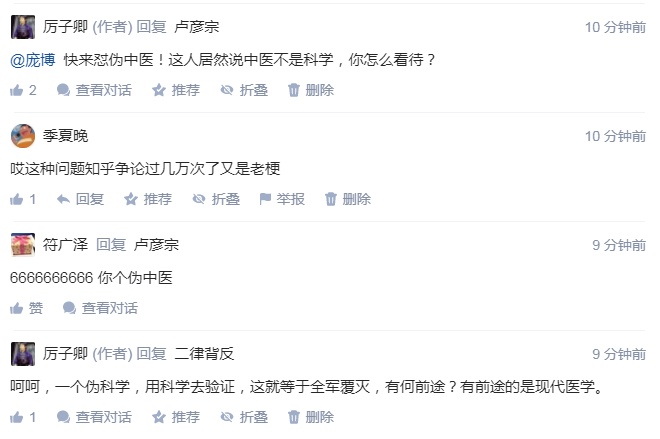 厉子卿 (作者) 回复 卢彦宗 10 分钟前
@庞博 快来怼伪中医！这人居然说中医不是科学，你怎么看待？
2 查看对话 推荐 折叠 删除
季夏晚 10 分钟前
哎这种问题知乎争论过几万次了又是老梗
1 回复 推荐 折叠 举报 删除
符广泽 回复 卢彦宗 9 分钟前
6666666666 你个伪中医
赞 查看对话
厉子卿 (作者) 回复 二律背反 9 分钟前
呵呵，一个伪科学，用科学去验证，这就等于全军覆灭，有何前途？有前途的是现代医学。
1 查看对话 推荐 折叠 删除